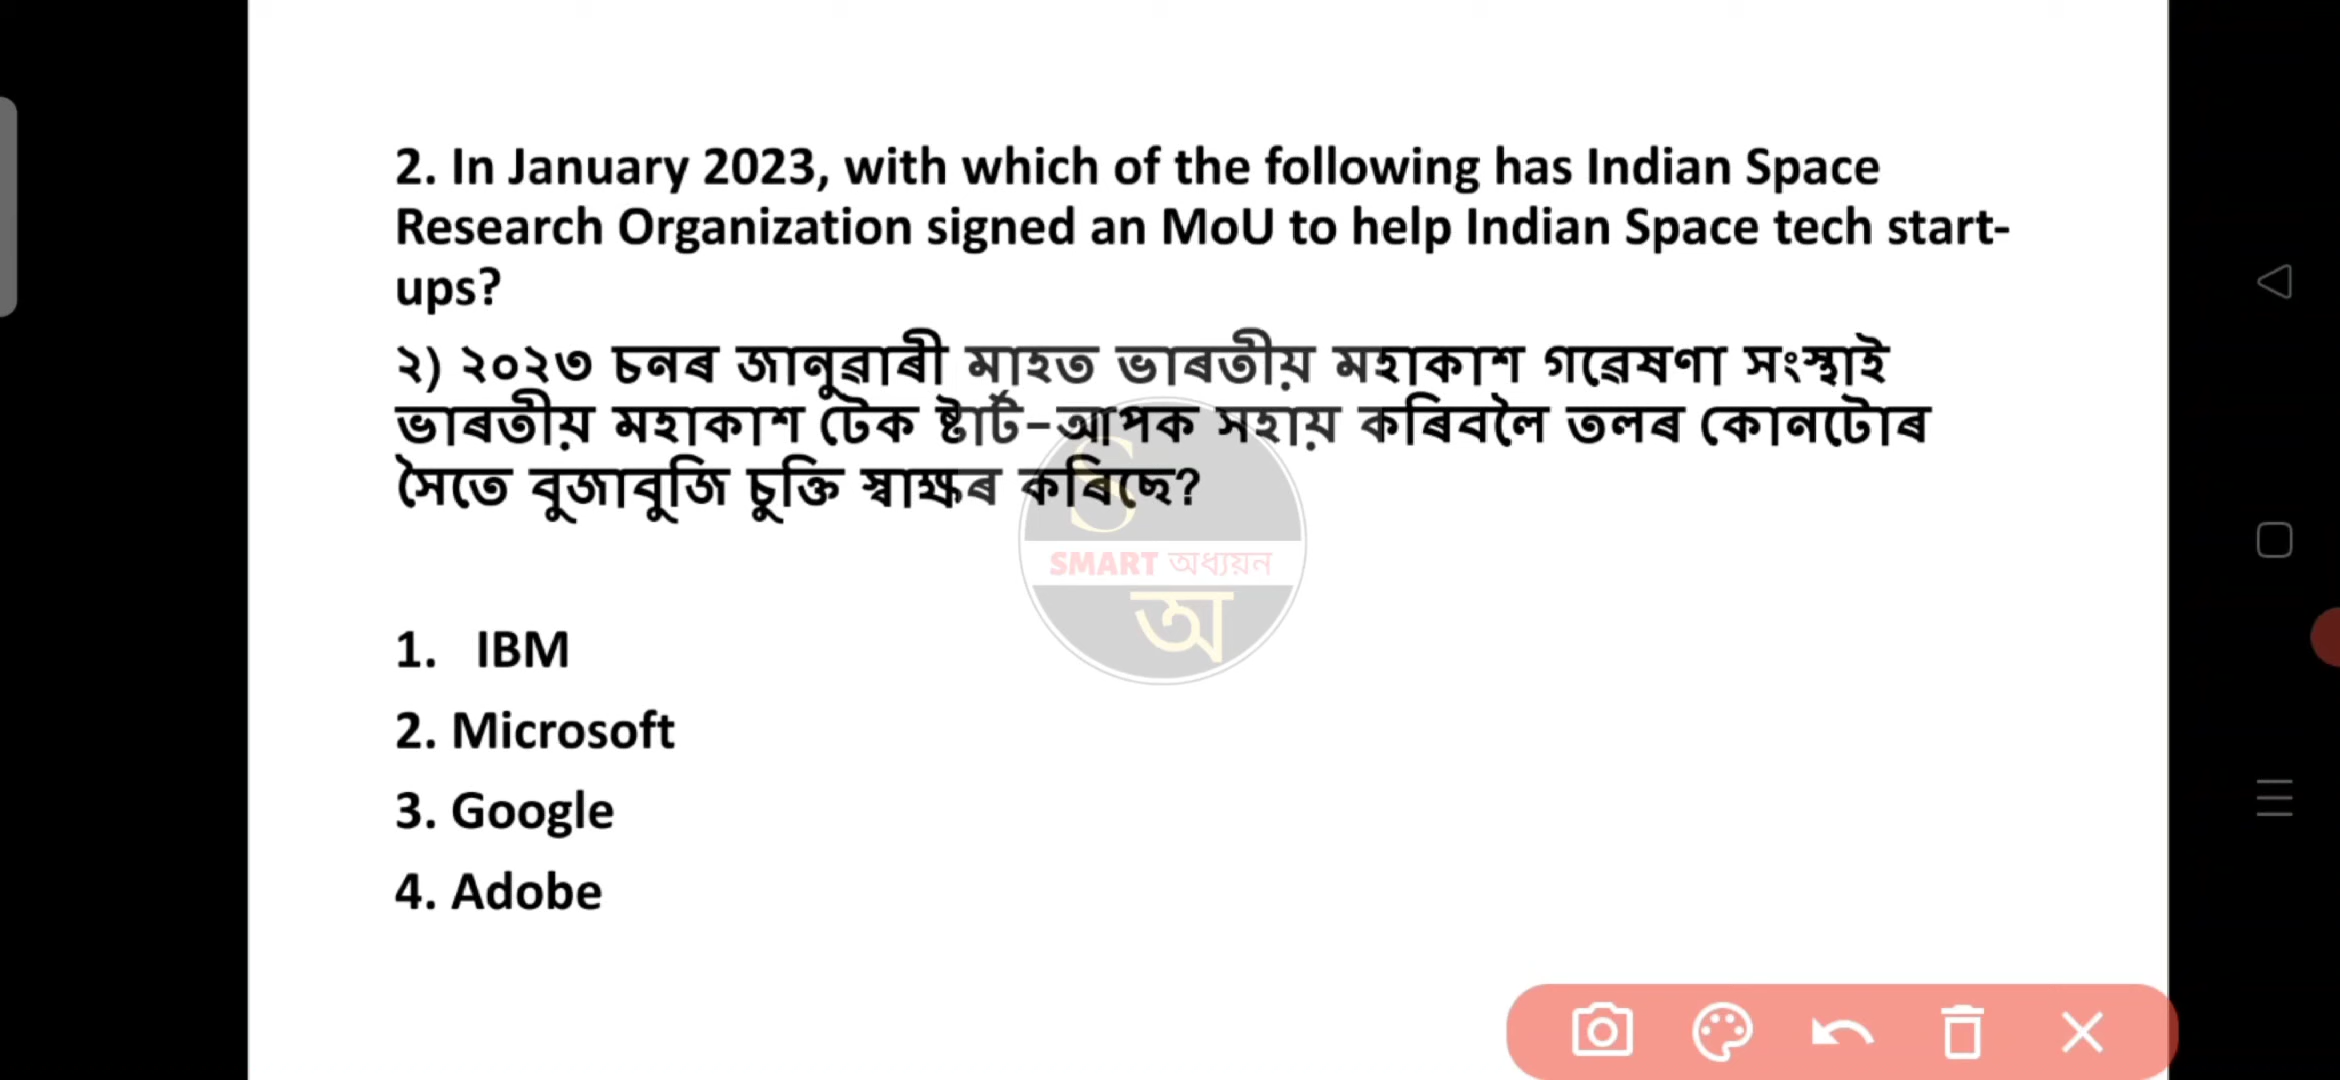 2. In January 2023, with which of the following has Indian Space
Research Organization signed an MoU to help Indian Space tech start-
ups?
২) ২০২৩ চনৰ জানুৱাৰী মাহত ভাৰতীয় মহাকাশ গৱেষণা সংস্থাই
ভাৰতীয় মহাকাশ টেক ষ্টাৰ্ট-আপক সহায় কৰিবলৈ তলৰ কোনটোৰ
সৈতে বুজাবুজি চুক্তি স্বাক্ষৰ কৰিছে?
S
SMART অধ্যয়ন
অ
1. IBM
2. Microsoft
3. Google
4. Adobe